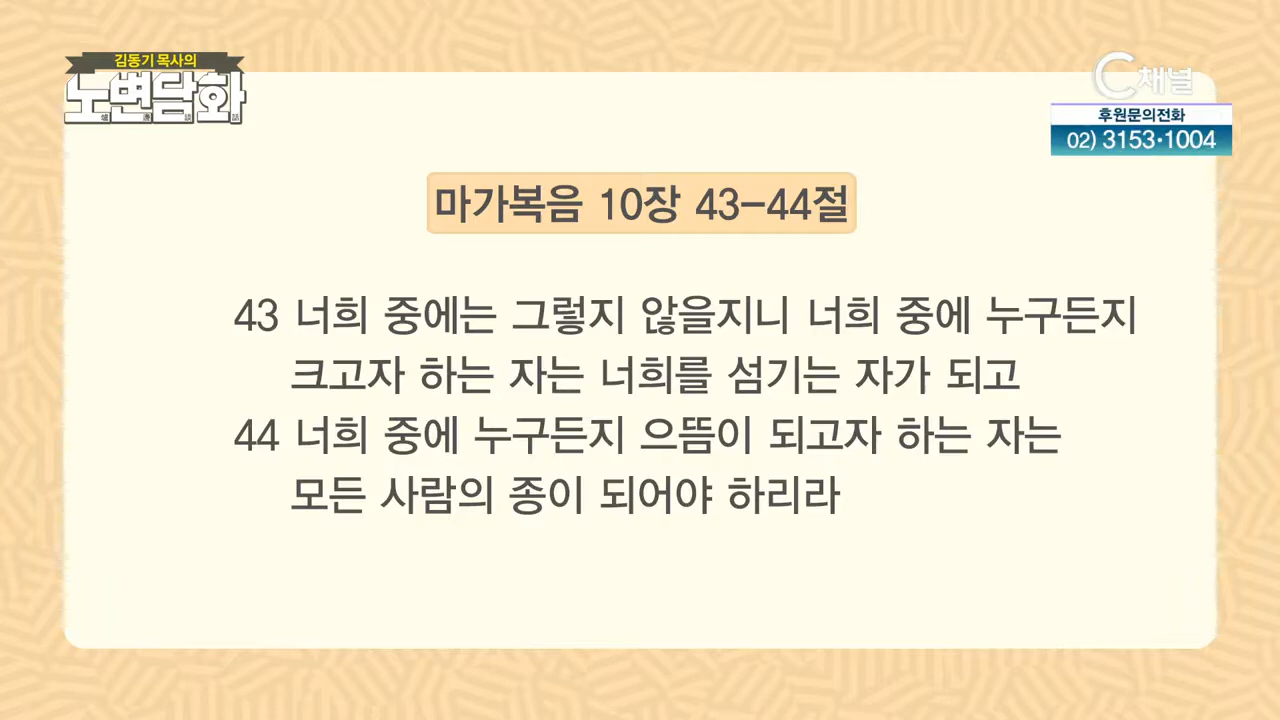 김동기 목사의
노변담화
C채널
후원문의전화
02) 3153·1004
마가복음 10장 43-44절
43 너희 중에는 그렇지 않을지니 너희 중에 누구든지
크고자 하는 자는 너희를 섬기는 자가 되고
44 너희 중에 누구든지 으뜸이 되고자 하는 자는
모든 사람의 종이 되어야 하리라